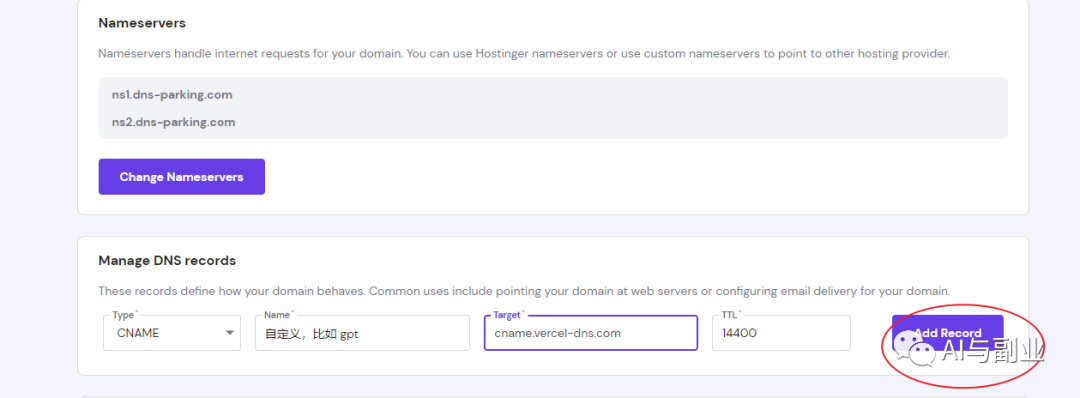 Nameservers
Nameservers handle internet requests for your domain. You can use Hostinger nameservers or use custom nameservers to point to other hosting provider.
ns1.dns-parking.com
ns2.dns-parking.com
Change Nameservers
Manage DNS records
These records define how your domain behaves. Common uses include pointing your domain at web servers or configuring email delivery for your domain.
Type* Name* Target* TTL*
CNAME 自定义，比如 gpt cname.vercel-dns.com 14400 Add Record
AI与副业